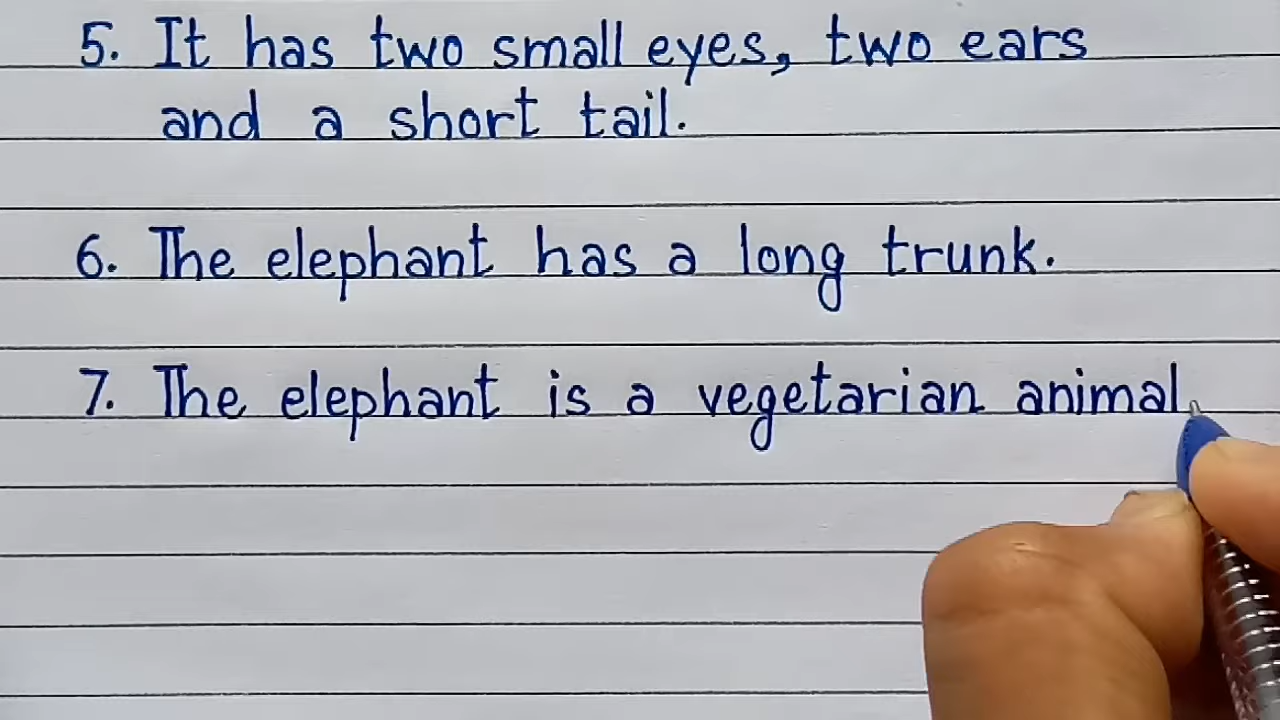 5. It has two small eyes, two ears
and a short tail.
6. The elephant has a long trunk.
7. The elephant is a vegetarian animal.